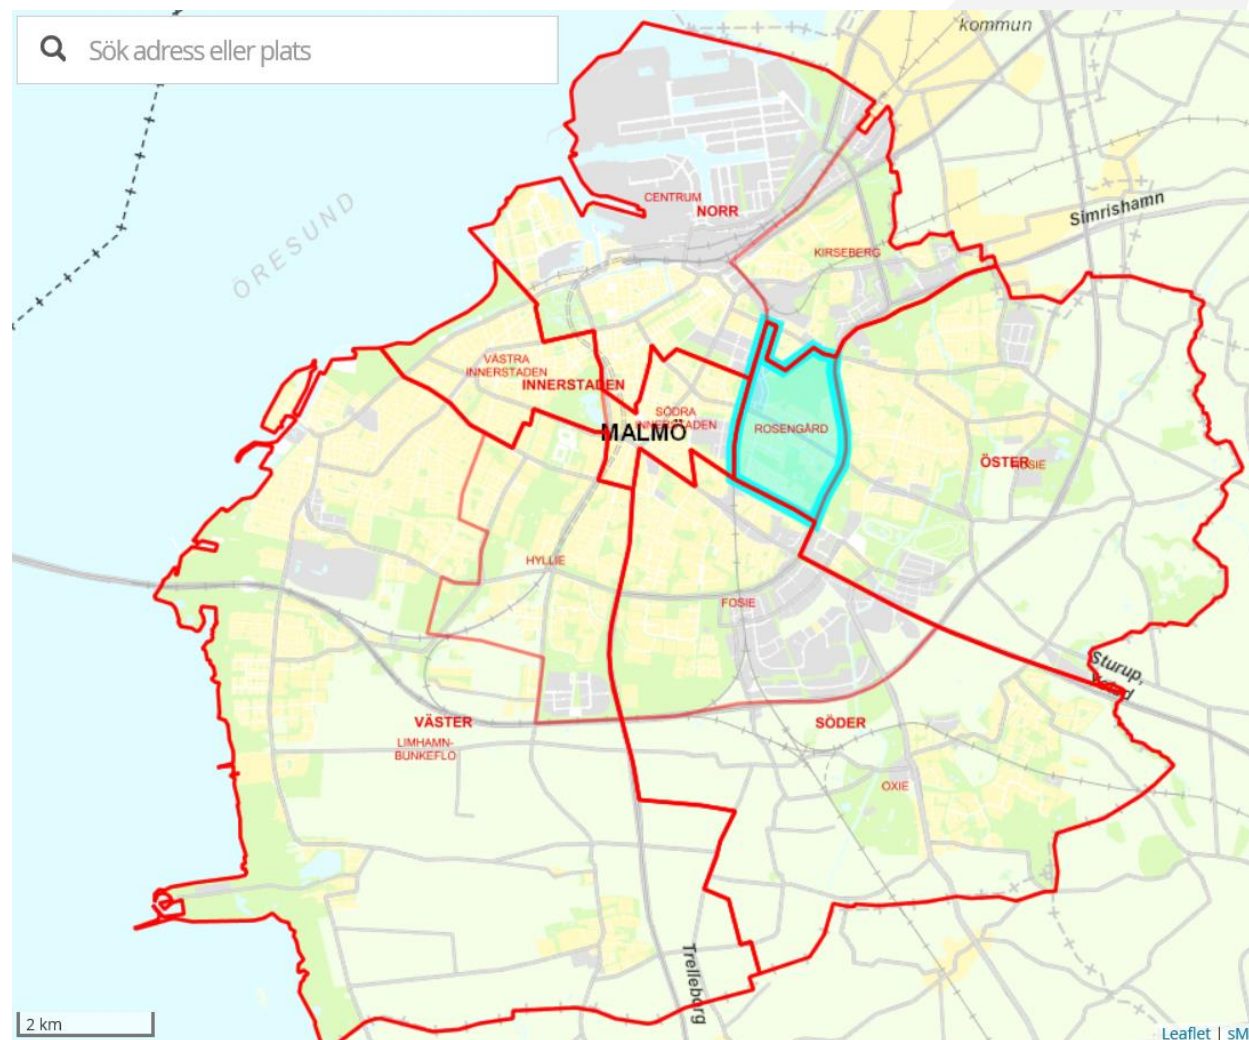 Sök adress eller plats
kommun
Simrishamn
ÖRESUND
CENTRUM
NORR
KIRSEBERG
VÄSTRA
INNERSTADEN
INNERSTADEN
SÖDRA
INNERSTADEN
MALMÖ
ROSENGÅRD
ÖSTER
HYLLIE
FOSIE
Sturup,
VÄSTER
LIMHAMN-
BUNKEFLO
SÖDER
OXIE
Trelleborg
2 km
Leaflet | sM